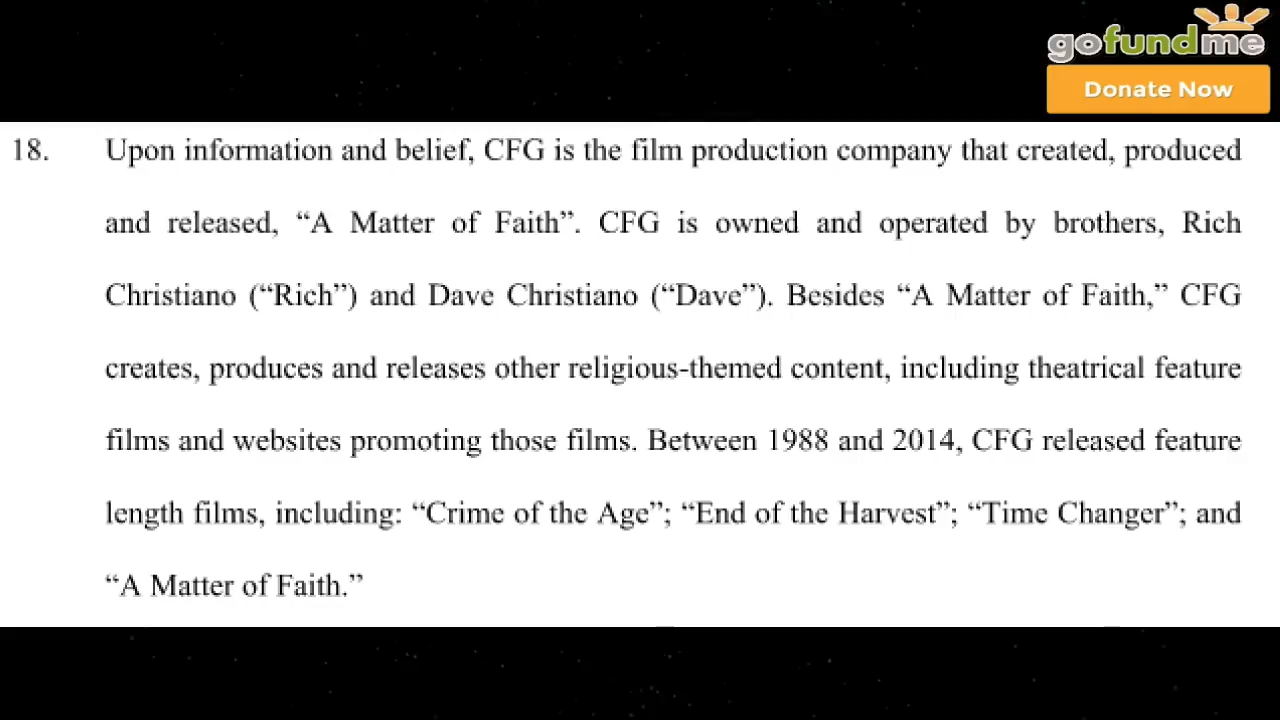 gofundme
Donate Now
18. Upon information and belief, CFG is the film production company that created, produced
and released, “A Matter of Faith”. CFG is owned and operated by brothers, Rich
Christiano (“Rich”) and Dave Christiano (“Dave”). Besides “A Matter of Faith,” CFG
creates, produces and releases other religious-themed content, including theatrical feature
films and websites promoting those films. Between 1988 and 2014, CFG released feature
length films, including: “Crime of the Age”; “End of the Harvest”; “Time Changer”; and
“A Matter of Faith.”